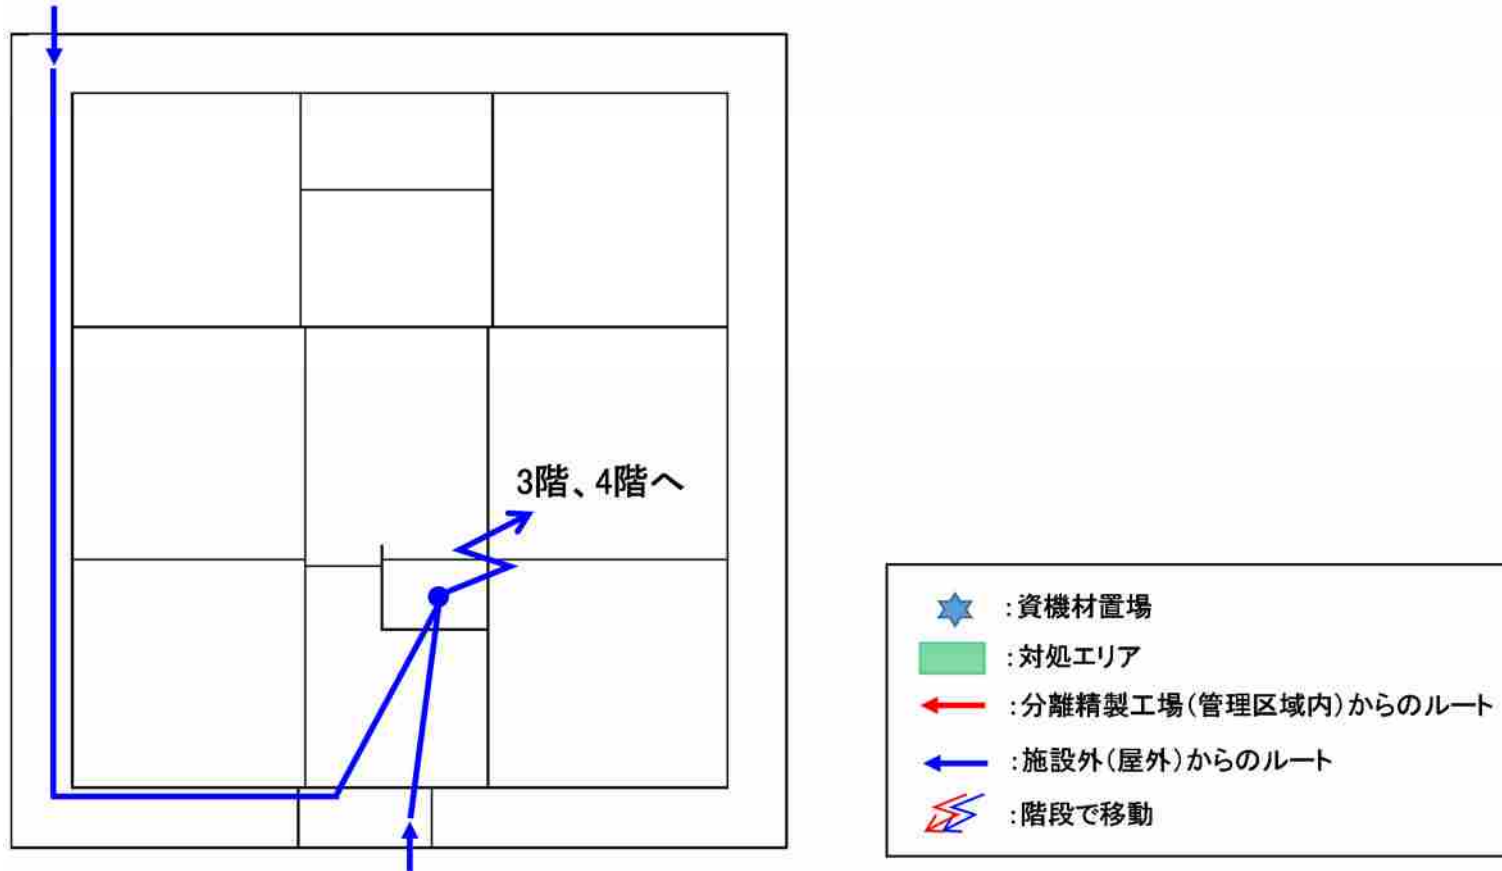 3階、4階へ
:資機材置場
:対処エリア
:分離精製工場(管理区域内)からのルート
:施設外(屋外)からのルート
:階段で移動